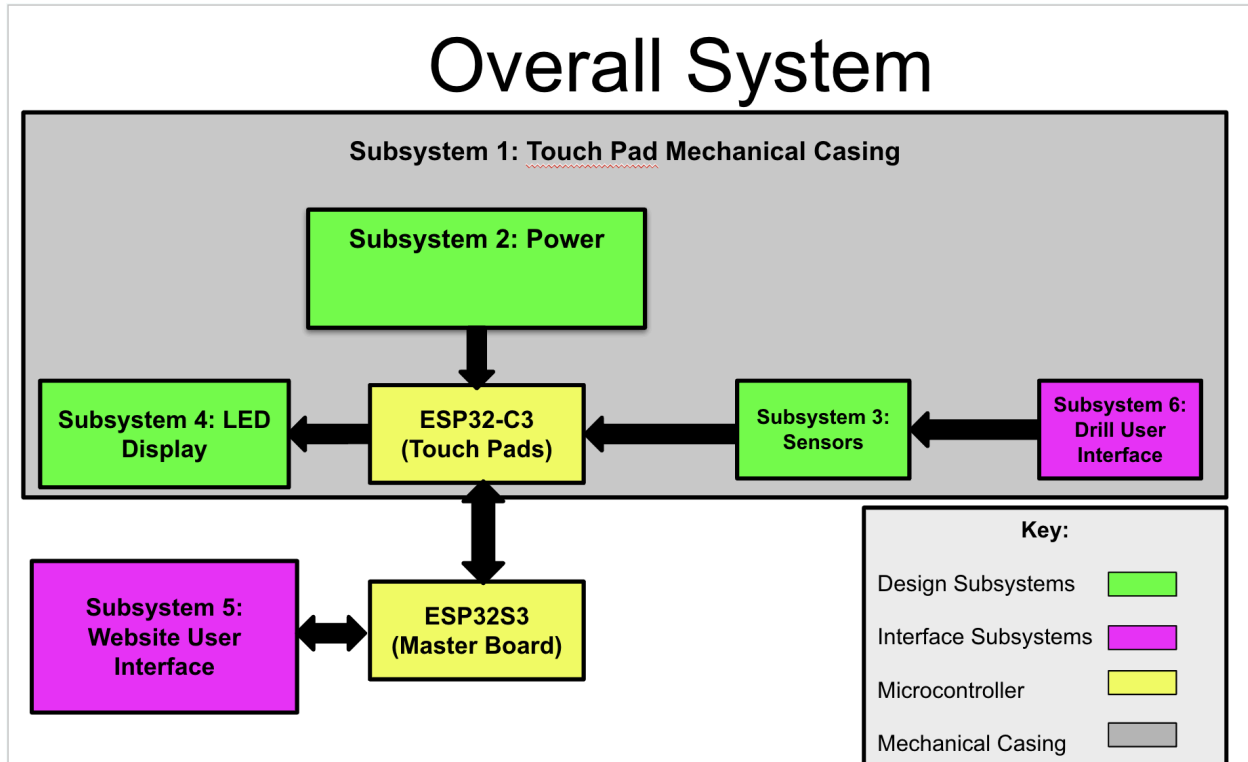 Overall System
Subsystem 1: Touch Pad Mechanical Casing
Subsystem 2: Power
Subsystem 4: LED
Display
ESP32-C3
(Touch Pads)
Subsystem 3:
Sensors
Subsystem 6:
Drill User
Interface
Subsystem 5:
Website User
Interface
ESP32S3
(Master Board)
Key:
Design Subsystems
Interface Subsystems
Microcontroller
Mechanical Casing